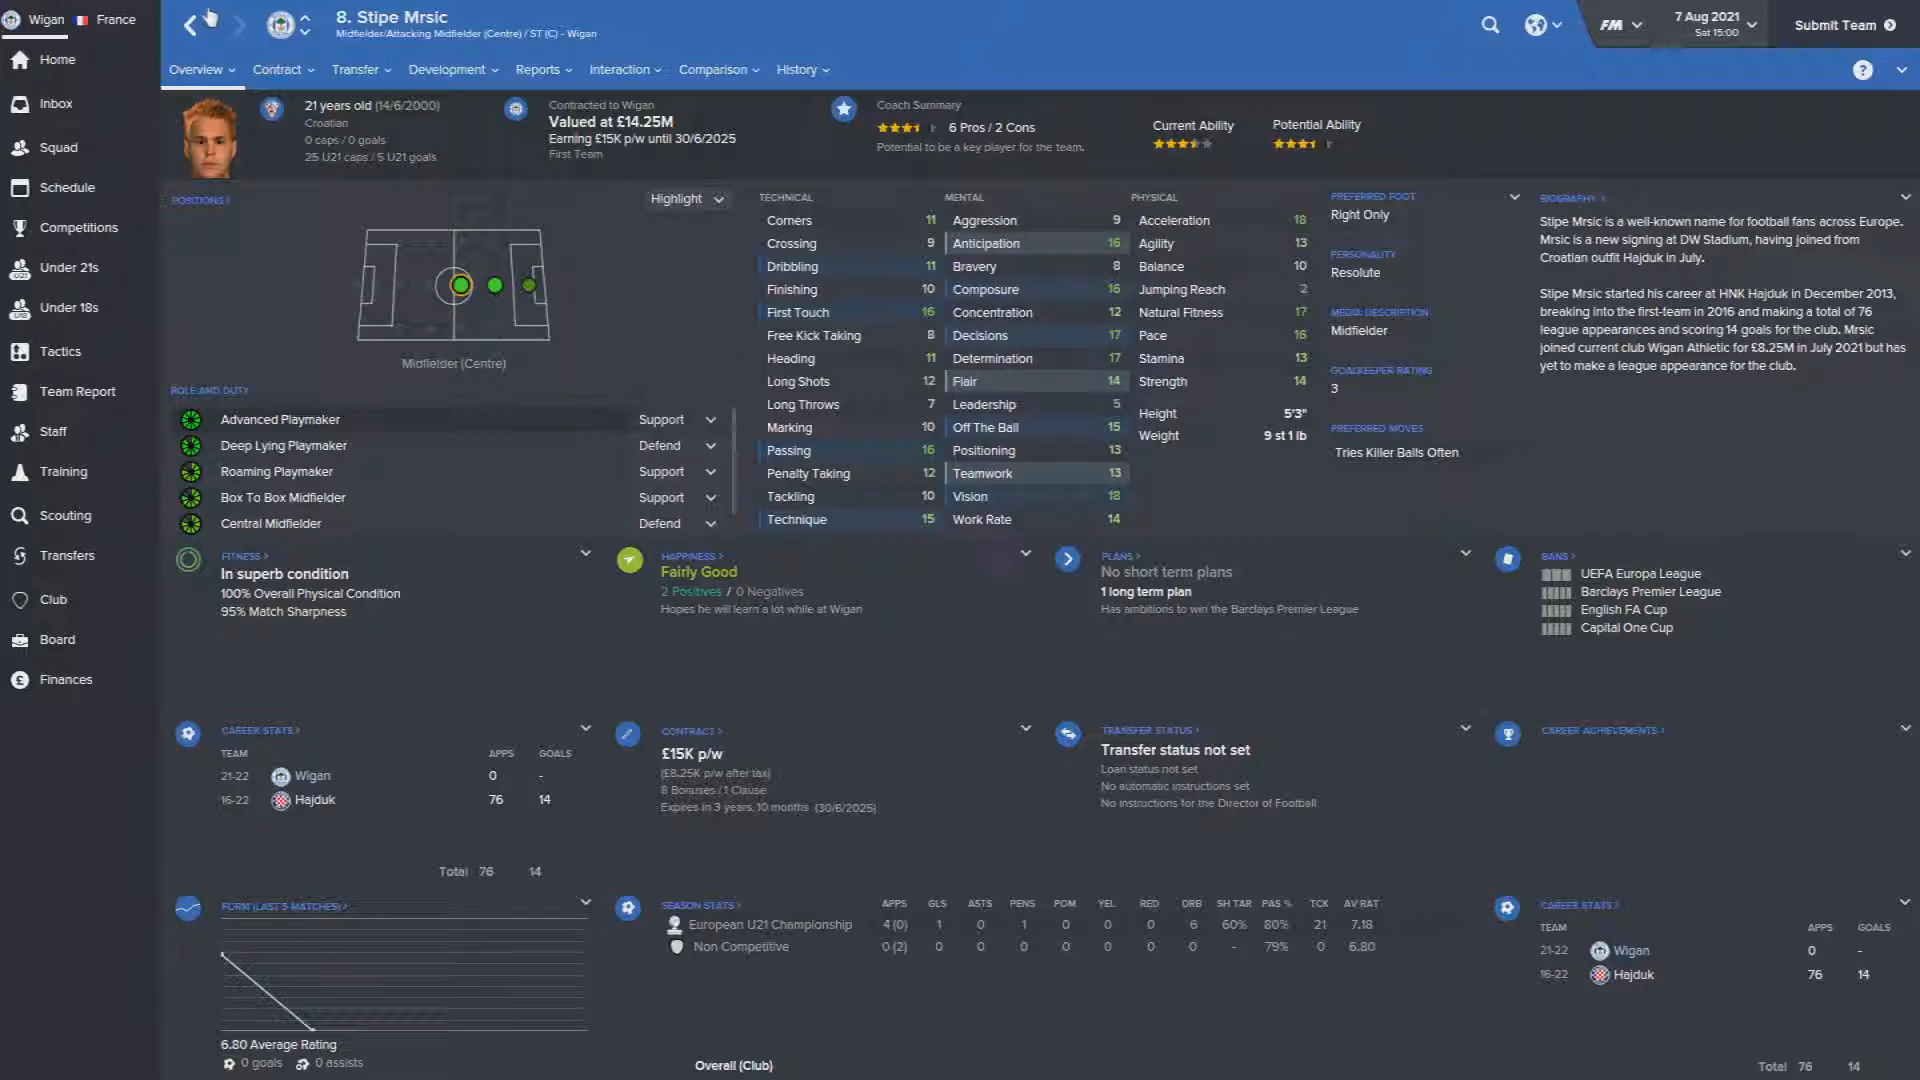 Wigan
France
Home
Inbox
Squad
Schedule
Competitions
Under 21s
Under 18s
Tactics
Team Report
Staff
Training
Scouting
Transfers
Club
Board
Finances
8. Stipe Mrsic
Midfielder/Attacking Midfielder (Centre) / ST (C) - Wigan
FM
7 Aug 2021
Sat 15:00
Submit Team
Overview
Contract
Transfer
Development
Reports
Interaction
Comparison
History
?
21 years old (14/6/2000)
Croatian
0 caps / 0 goals
25 U21 caps / 5 U21 goals
Contracted to Wigan
Valued at £14.25M
Earning £15K p/w until 30/6/2025
First Team
Coach Summary
6 Pros / 2 Cons
Potential to be a key player for the team.
Current Ability
Potential Ability
POSITIONS >
Highlight
Midfielder (Centre)
ROLE AND DUTY
Advanced Playmaker Support
Deep Lying Playmaker Defend
Roaming Playmaker Support
Box To Box Midfielder Support
Central Midfielder Defend
TECHNICAL
Corners 11
Crossing 9
Dribbling 11
Finishing 10
First Touch 16
Free Kick Taking 8
Heading 11
Long Shots 12
Long Throws 7
Marking 10
Passing 16
Penalty Taking 12
Tackling 10
Technique 15
MENTAL
Aggression 9
Anticipation 16
Bravery 8
Composure 16
Concentration 12
Decisions 17
Determination 17
Flair 14
Leadership 5
Off The Ball 15
Positioning 13
Teamwork 13
Vision 18
Work Rate 14
PHYSICAL
Acceleration 18
Agility 13
Balance 10
Jumping Reach 2
Natural Fitness 17
Pace 16
Stamina 13
Strength 14
Height 5'3"
Weight 9 st 1 lb
PREFERRED FOOT
Right Only
PERSONALITY
Resolute
MEDIA DESCRIPTION
Midfielder
GOALKEEPER RATING
3
PREFERRED MOVES
Tries Killer Balls Often
BIOGRAPHY >
Stipe Mrsic is a well-known name for football fans across Europe.
Mrsic is a new signing at DW Stadium, having joined from
Croatian outfit Hajduk in July.
Stipe Mrsic started his career at HNK Hajduk in December 2013,
breaking into the first-team in 2016 and making a total of 76
league appearances and scoring 14 goals for the club. Mrsic
joined current club Wigan Athletic for £8.25M in July 2021 but has
yet to make a league appearance for the club.
FITNESS >
In superb condition
100% Overall Physical Condition
95% Match Sharpness
HAPPINESS >
Fairly Good
2 Positives / 0 Negatives
Hopes he will learn a lot while at Wigan
PLANS >
No short term plans
1 long term plan
Has ambitions to win the Barclays Premier League
BANS >
UEFA Europa League
Barclays Premier League
English FA Cup
Capital One Cup
CAREER STATS >
TEAM APPS GOALS
21-22 Wigan 0 -
16-22 Hajduk 76 14
Total 76 14
CONTRACT >
£15K p/w
(£8.25K p/w after tax)
8 Bonuses / 1 Clause
Expires in 3 years, 10 months (30/6/2025)
TRANSFER STATUS >
Transfer status not set
Loan status not set
No automatic instructions set
No instructions for the Director of Football
CAREER ACHIEVEMENTS >
FORM (LAST 5 MATCHES) >
6.80 Average Rating
0 goals 0 assists
SEASON STATS >
APPS GLS ASTS PENS POM YEL RED DRB SH TAR PAS % TCK AV RAT
European U21 Championship 4 (0) 1 0 1 0 0 0 6 60% 80% 21 7.18
Non Competitive 0 (2) 0 0 0 0 0 0 0 - 79% 0 6.80
Overall (Club)
CAREER STATS >
TEAM APPS GOALS
21-22 Wigan 0 -
16-22 Hajduk 76 14
Total 76 14